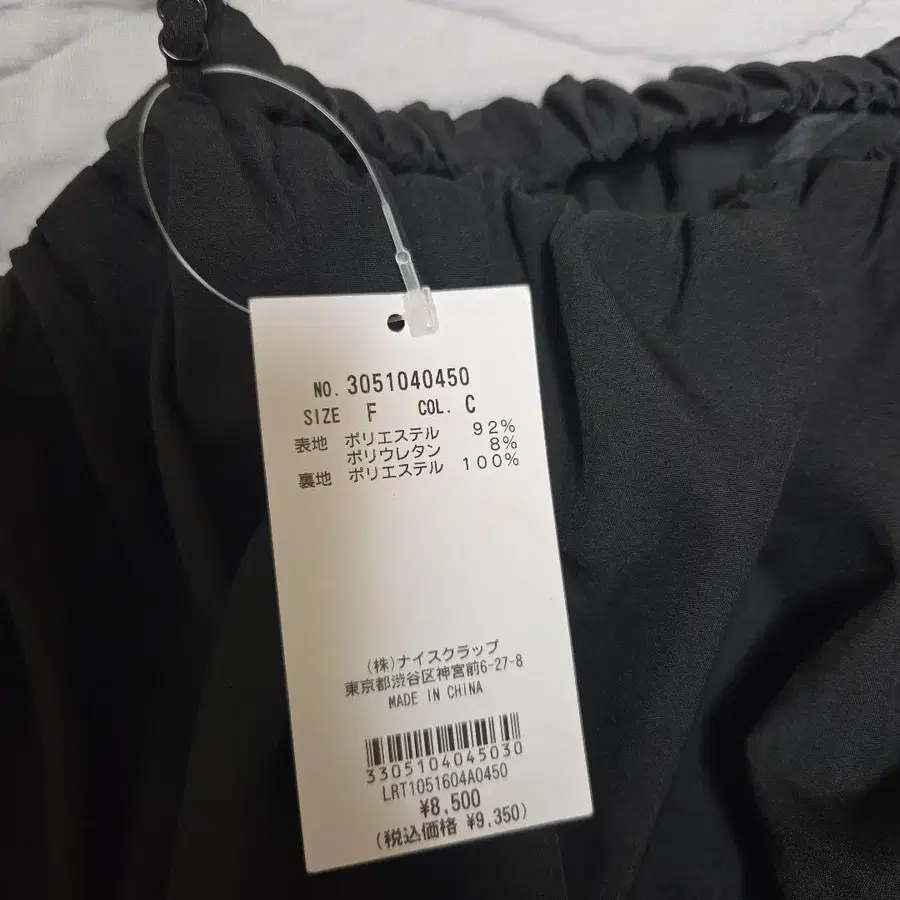 NO. 3051040450
SIZE F COL. C
表地 ポリエステル 92%
ポリウレタン 8%
裏地 ポリエステル 100%
(株)ナイスクラップ
東京都渋谷区神宮前6-27-8
MADE IN CHINA
3305104045030
LRT1051604A0450
¥8,500
(税込価格 ¥9,350)